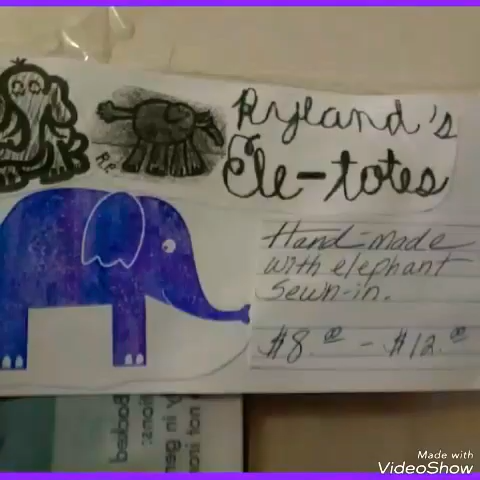 Ryland's
Ele-totes
R.P.
Hand-made
with elephant
sewn-in.
$8.00 - $12.00
Made with
VideoShow